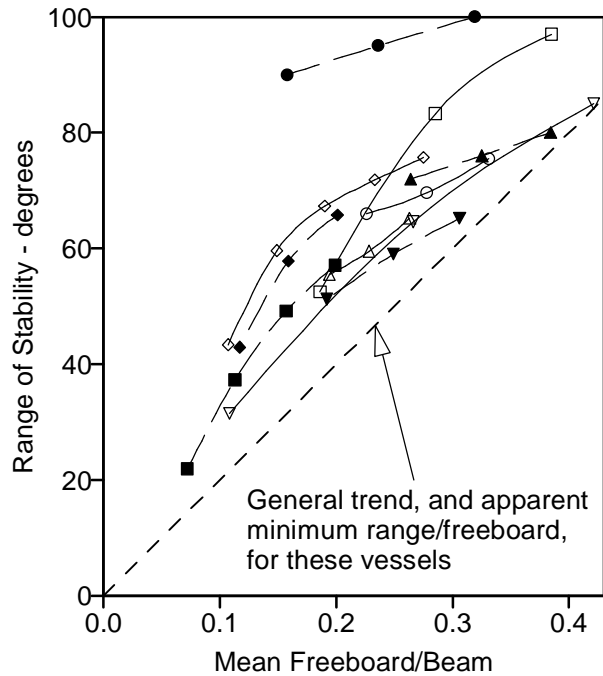 100
80
60
40
20
0
Range of Stability - degrees
General trend, and apparent
minimum range/freeboard,
for these vessels
0.0 0.1 0.2 0.3 0.4
Mean Freeboard/Beam